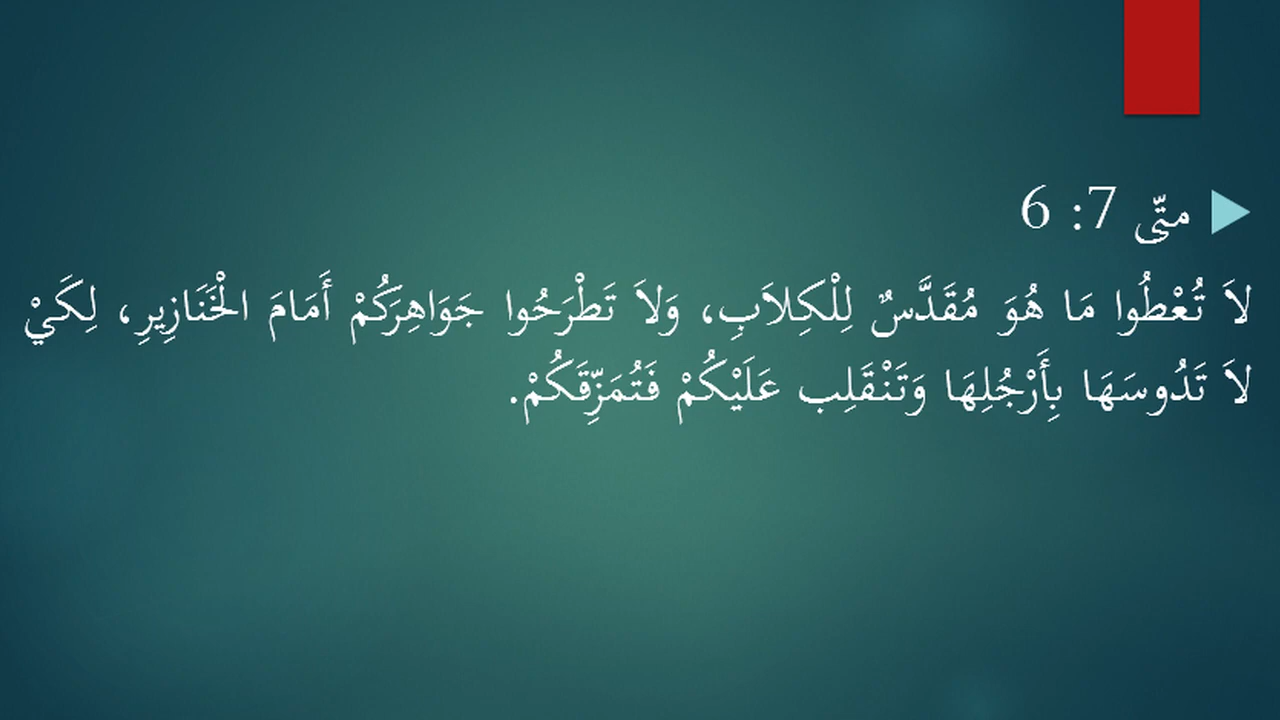 متّى 7: 6
لاَ تُعْطُوا مَا هُوَ مُقَدَّسٌ لِلْكِلاَبِ، وَلاَ تَطْرَحُوا جَوَاهِرَكُمْ أَمَامَ الْخَنَازِيرِ، لِكَيْ
لاَ تَدُوسَهَا بِأَرْجُلِهَا وَتَنْقَلِب عَلَيْكُمْ فَتُمَزِّقَكُمْ.